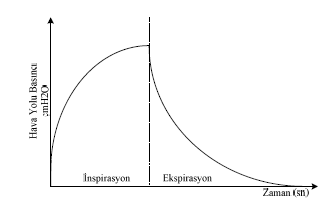 Hava Yolu Basıncı
cmH2O
İnspirasyon
Ekspirasyon
Zaman (sn)